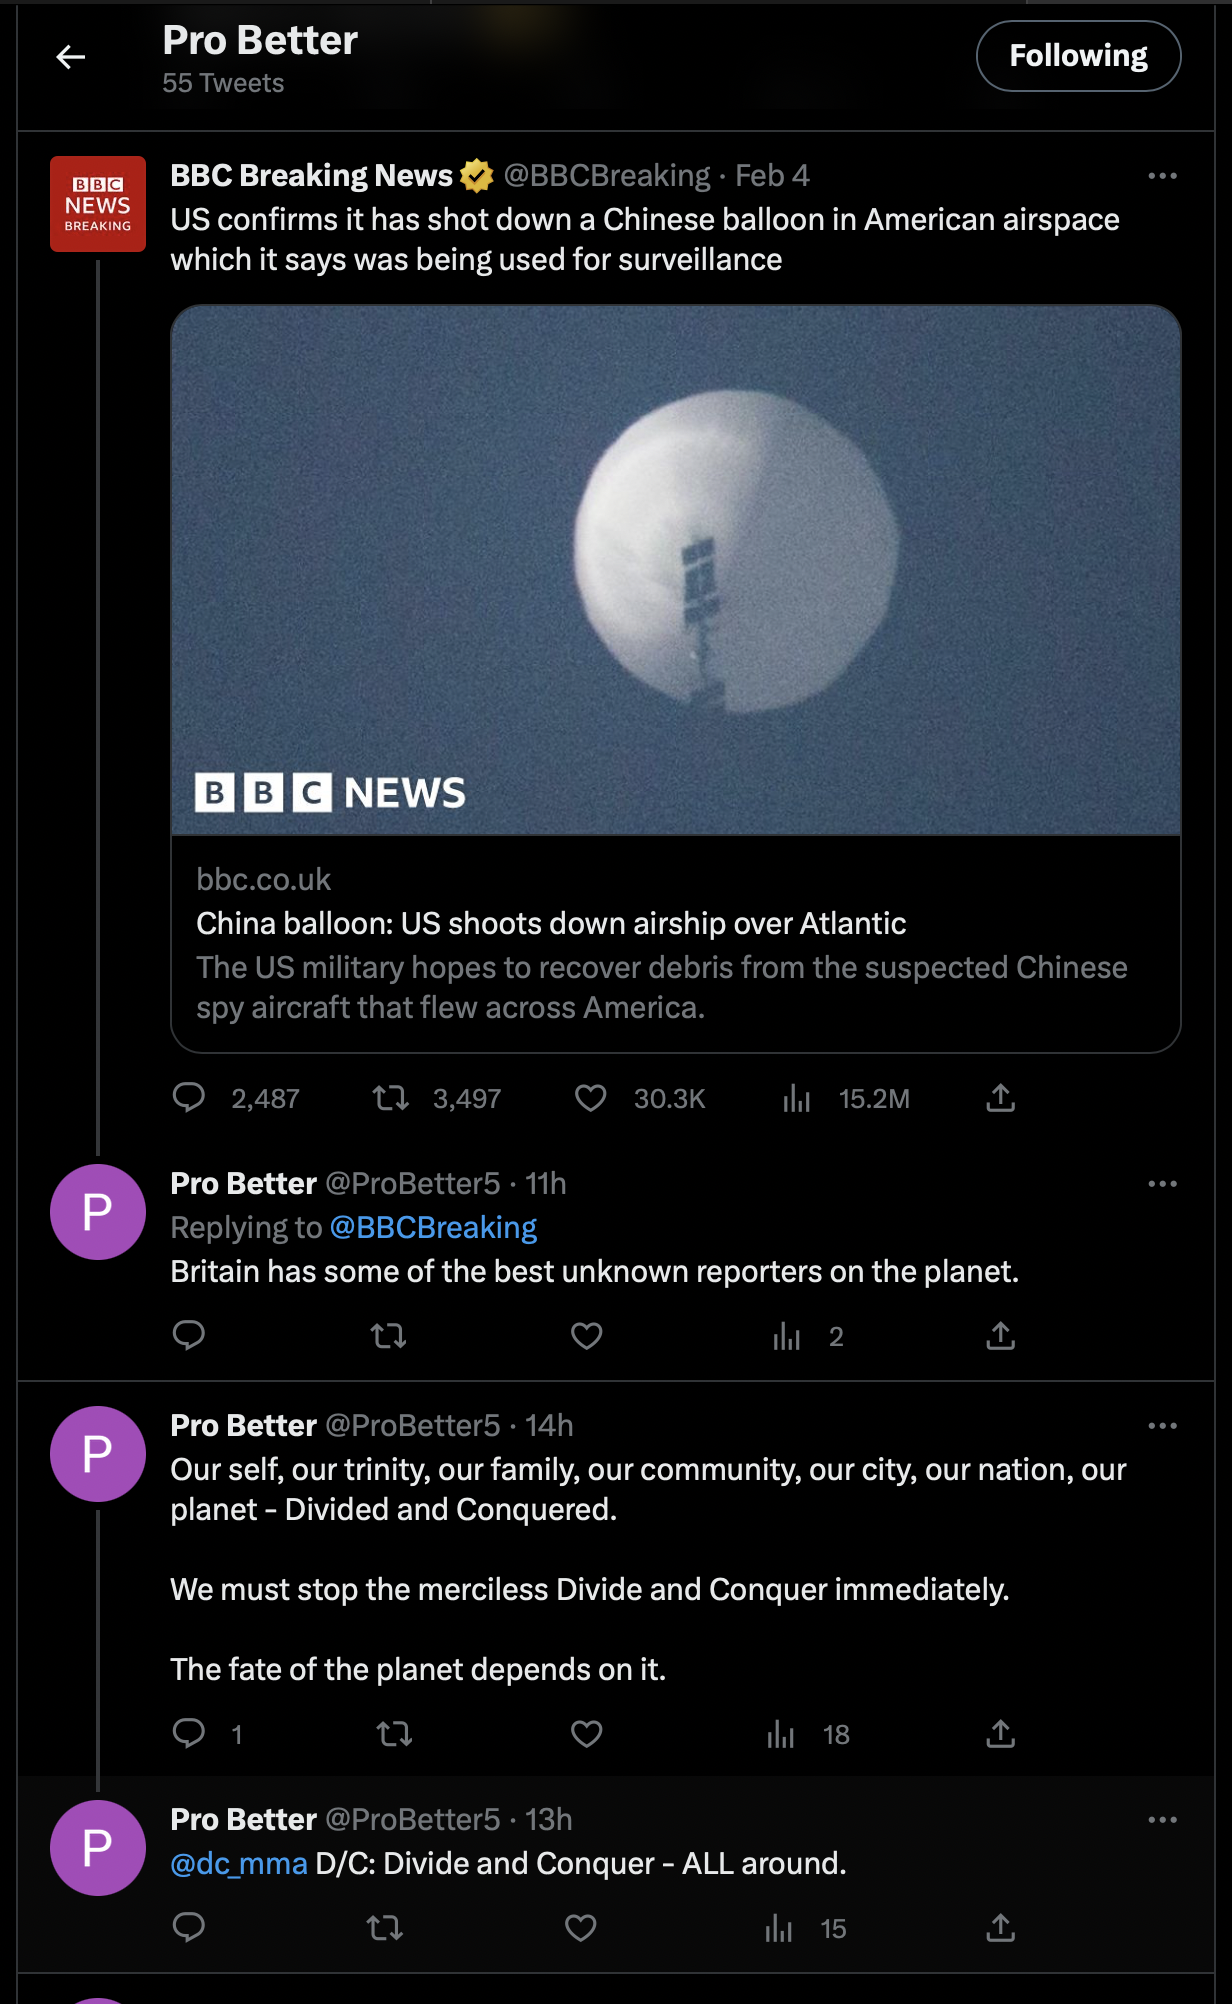 Pro Better
55 Tweets
Following
BBC
NEWS
BREAKING
BBC Breaking News @BBCBreaking · Feb 4
US confirms it has shot down a Chinese balloon in American airspace
which it says was being used for surveillance
BBC NEWS
bbc.co.uk
China balloon: US shoots down airship over Atlantic
The US military hopes to recover debris from the suspected Chinese
spy aircraft that flew across America.
2,487 3,497 30.3K 15.2M
P
Pro Better @ProBetter5 · 11h
Replying to @BBCBreaking
Britain has some of the best unknown reporters on the planet.
2
P
Pro Better @ProBetter5 · 14h
Our self, our trinity, our family, our community, our city, our nation, our
planet - Divided and Conquered.
We must stop the merciless Divide and Conquer immediately.
The fate of the planet depends on it.
1 18
P
Pro Better @ProBetter5 · 13h
@dc_mma D/C: Divide and Conquer - ALL around.
15